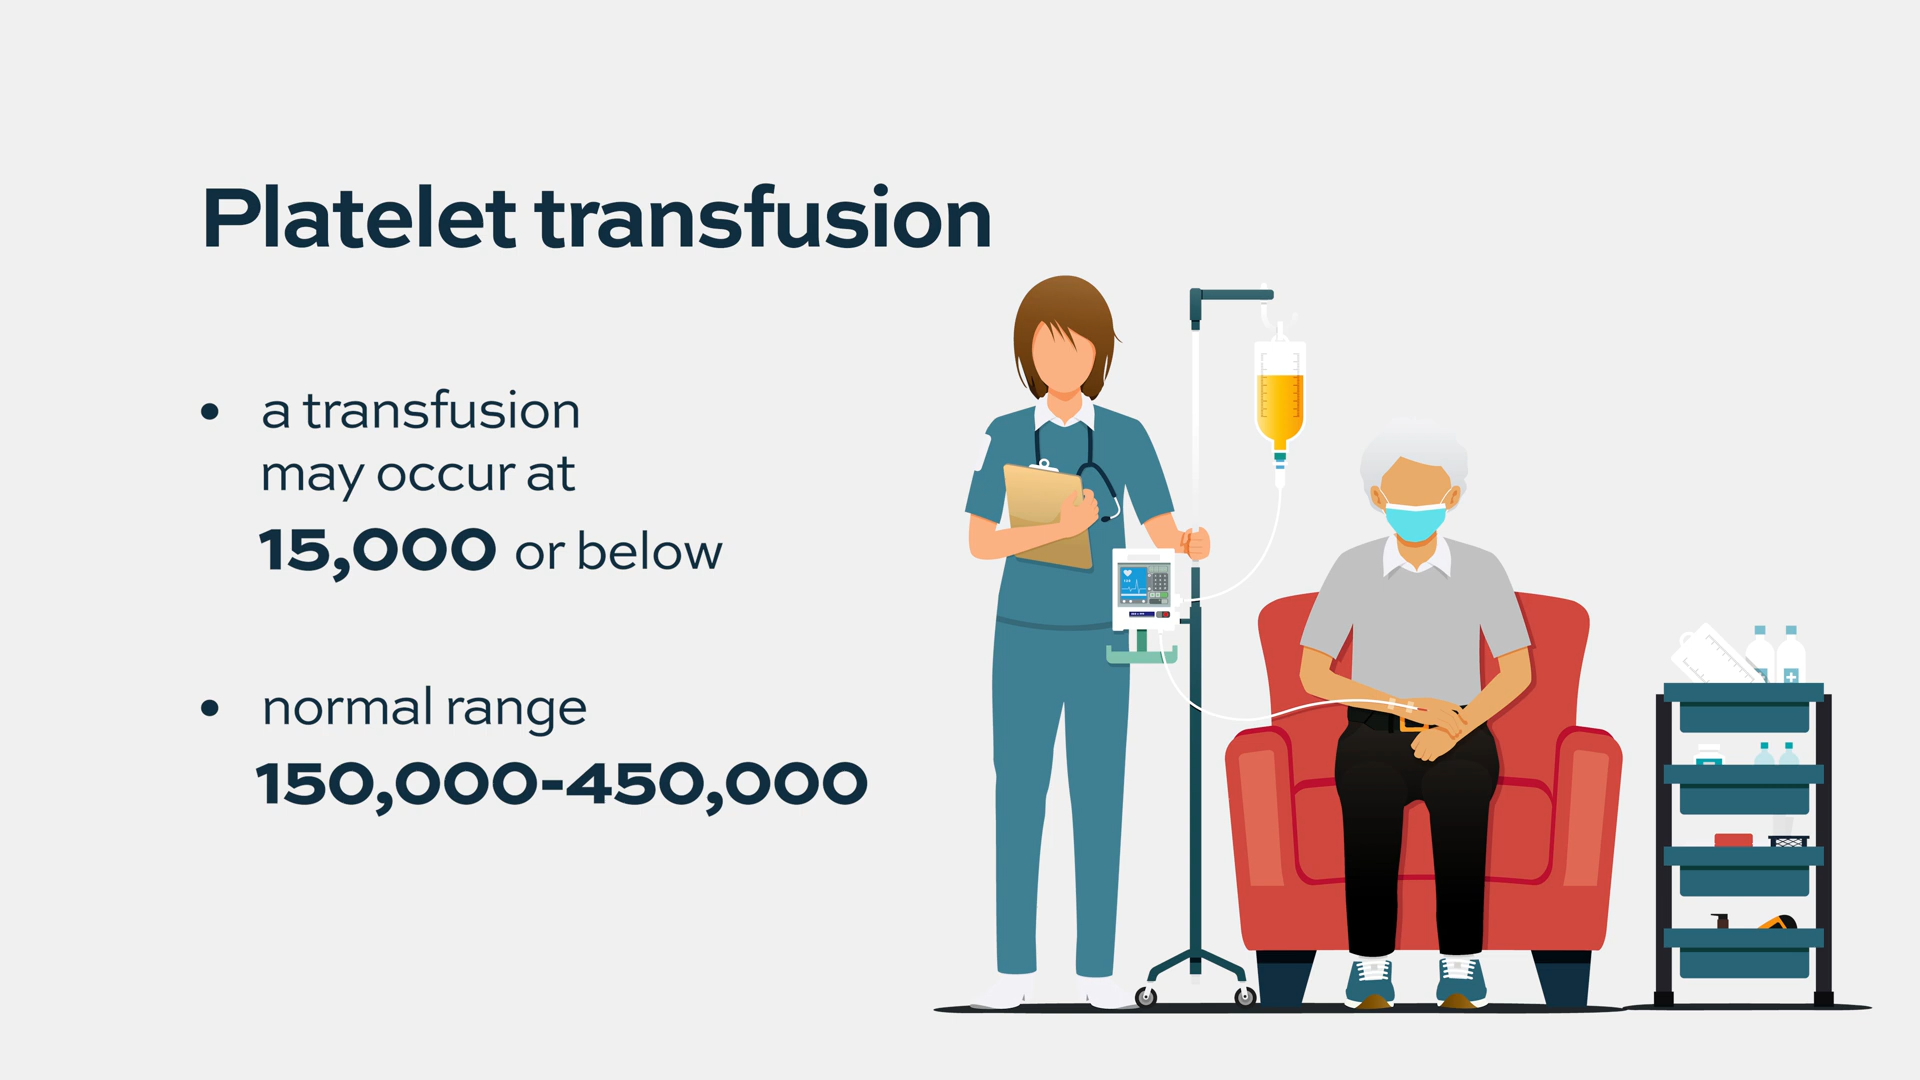 Platelet transfusion
• a transfusion
may occur at
15,000 or below
• normal range
150,000-450,000